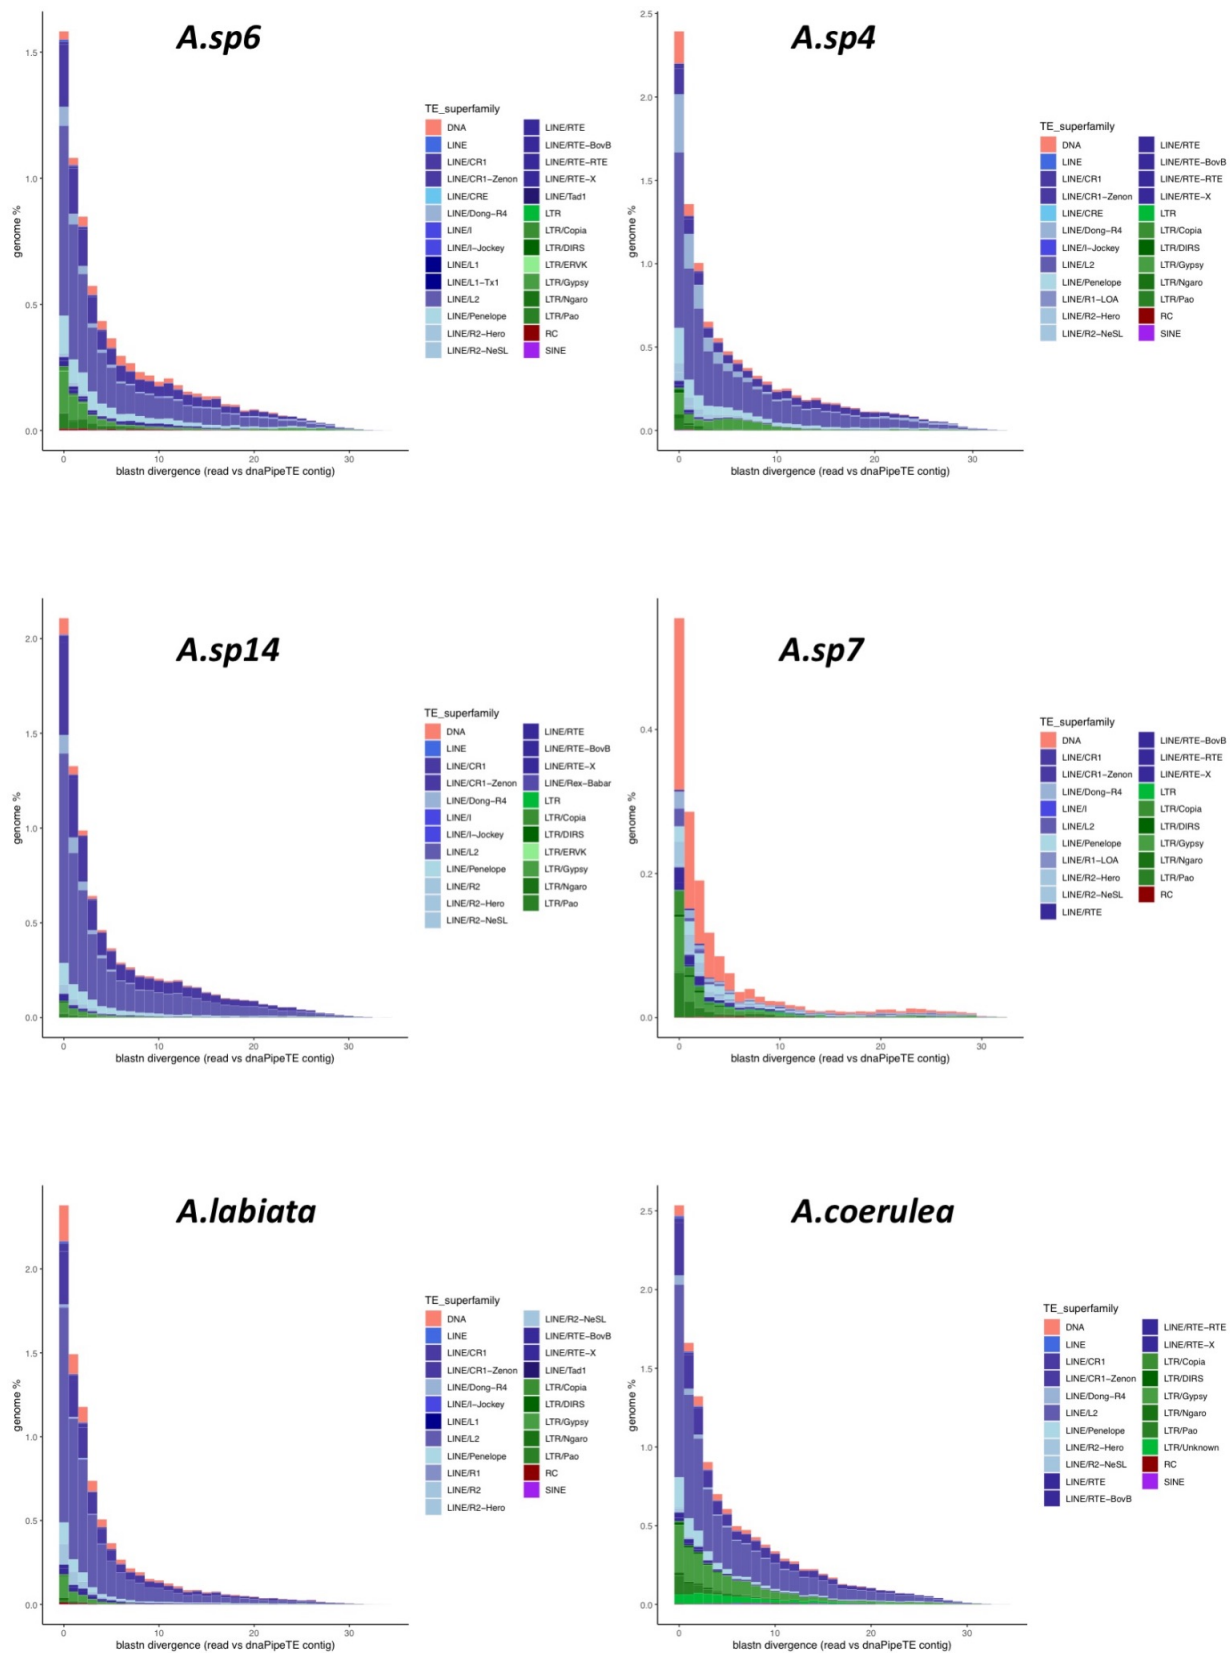 A.sp6
1.5
1.0
0.5
0.0
genome %
0
10
20
30
blastn divergence (read vs dnaPipeTE contig)
TE_superfamily
DNA
LINE
LINE/CR1
LINE/CR1-Zenon
LINE/CRE
LINE/Dong-R4
LINE/I
LINE/I-Jockey
LINE/L1
LINE/L1-Tx1
LINE/L2
LINE/Penelope
LINE/R2-Hero
LINE/R2-NeSL
LINE/RTE
LINE/RTE-BovB
LINE/RTE-RTE
LINE/RTE-X
LINE/Tad1
LTR
LTR/Copia
LTR/DIRS
LTR/ERVK
LTR/Gypsy
LTR/Ngaro
LTR/Pao
RC
SINE
A.sp4
2.5
2.0
1.5
1.0
0.5
0.0
genome %
0
10
20
30
blastn divergence (read vs dnaPipeTE contig)
TE_superfamily
DNA
LINE
LINE/CR1
LINE/CR1-Zenon
LINE/CRE
LINE/Dong-R4
LINE/I-Jockey
LINE/L2
LINE/Penelope
LINE/R1-LOA
LINE/R2-Hero
LINE/R2-NeSL
LINE/RTE
LINE/RTE-BovB
LINE/RTE-RTE
LINE/RTE-X
LTR
LTR/Copia
LTR/DIRS
LTR/Gypsy
LTR/Ngaro
LTR/Pao
RC
SINE
A.sp14
2.0
1.5
1.0
0.5
0.0
genome %
0
10
20
30
blastn divergence (read vs dnaPipeTE contig)
TE_superfamily
DNA
LINE
LINE/CR1
LINE/CR1-Zenon
LINE/Dong-R4
LINE/I
LINE/I-Jockey
LINE/L2
LINE/Penelope
LINE/R2
LINE/R2-Hero
LINE/R2-NeSL
LINE/RTE
LINE/RTE-BovB
LINE/RTE-X
LINE/Rex-Babar
LTR
LTR/Copia
LTR/DIRS
LTR/ERVK
LTR/Gypsy
LTR/Ngaro
LTR/Pao
A.sp7
0.4
0.2
0.0
genome %
0
10
20
30
blastn divergence (read vs dnaPipeTE contig)
TE_superfamily
DNA
LINE/CR1
LINE/CR1-Zenon
LINE/Dong-R4
LINE/I
LINE/L2
LINE/Penelope
LINE/R1-LOA
LINE/R2-Hero
LINE/R2-NeSL
LINE/RTE
LINE/RTE-BovB
LINE/RTE-RTE
LINE/RTE-X
LTR
LTR/Copia
LTR/DIRS
LTR/Gypsy
LTR/Ngaro
LTR/Pao
RC
A.labiata
2.0
1.5
1.0
0.5
0.0
genome %
0
10
20
30
blastn divergence (read vs dnaPipeTE contig)
TE_superfamily
DNA
LINE
LINE/CR1
LINE/CR1-Zenon
LINE/Dong-R4
LINE/I-Jockey
LINE/L1
LINE/L2
LINE/Penelope
LINE/R1
LINE/R2
LINE/R2-Hero
LINE/R2-NeSL
LINE/RTE-BovB
LINE/RTE-X
LINE/Tad1
LTR/Copia
LTR/DIRS
LTR/Gypsy
LTR/Ngaro
LTR/Pao
RC
SINE
A.coerulea
2.5
2.0
1.5
1.0
0.5
0.0
genome %
0
10
20
30
blastn divergence (read vs dnaPipeTE contig)
TE_superfamily
DNA
LINE
LINE/CR1
LINE/CR1-Zenon
LINE/Dong-R4
LINE/L2
LINE/Penelope
LINE/R2-Hero
LINE/R2-NeSL
LINE/RTE
LINE/RTE-BovB
LINE/RTE-RTE
LINE/RTE-X
LTR/Copia
LTR/DIRS
LTR/Gypsy
LTR/Ngaro
LTR/Pao
LTR/Unknown
RC
SINE